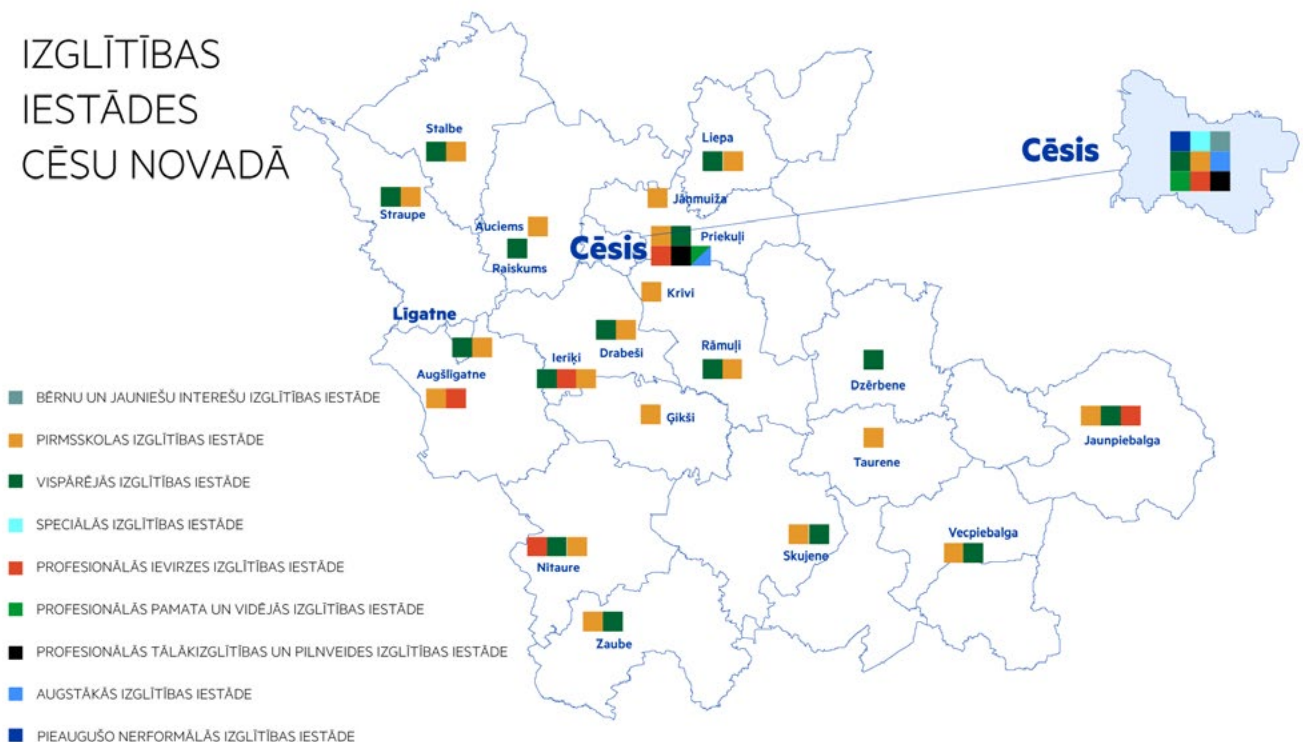 IZGLĪTĪBAS
IESTĀDES
CĒSU NOVADĀ
Stalbe
Liepa
Cēsis
Straupe
Jāņmuiža
Auciems
Cēsis
Priekuļi
Raiskums
Krīvi
Līgatne
Drabeši
Rāmuļi
Ieriķi
Augšlīgatne
Dzērbene
Ģikši
Jaunpiebalga
Taurene
Vecpiebalga
Skujene
Nītaure
Zaube
BĒRNU UN JAUNIEŠU INTEREŠU IZGLĪTĪBAS IESTĀDE
PIRMSSKOLAS IZGLĪTĪBAS IESTĀDE
VISPĀRĒJĀS IZGLĪTĪBAS IESTĀDE
SPECIĀLĀS IZGLĪTĪBAS IESTĀDE
PROFESIONĀLĀS IEVIRZES IZGLĪTĪBAS IESTĀDE
PROFESIONĀLĀS PAMATA UN VIDĒJĀS IZGLĪTĪBAS IESTĀDE
PROFESIONĀLĀS TĀLĀKIZGLĪTĪBAS UN PILNVEIDES IZGLĪTĪBAS IESTĀDE
AUGSTĀKĀS IZGLĪTĪBAS IESTĀDE
PIEAUGUŠO NERFORMĀLĀS IZGLĪTĪBAS IESTĀDE